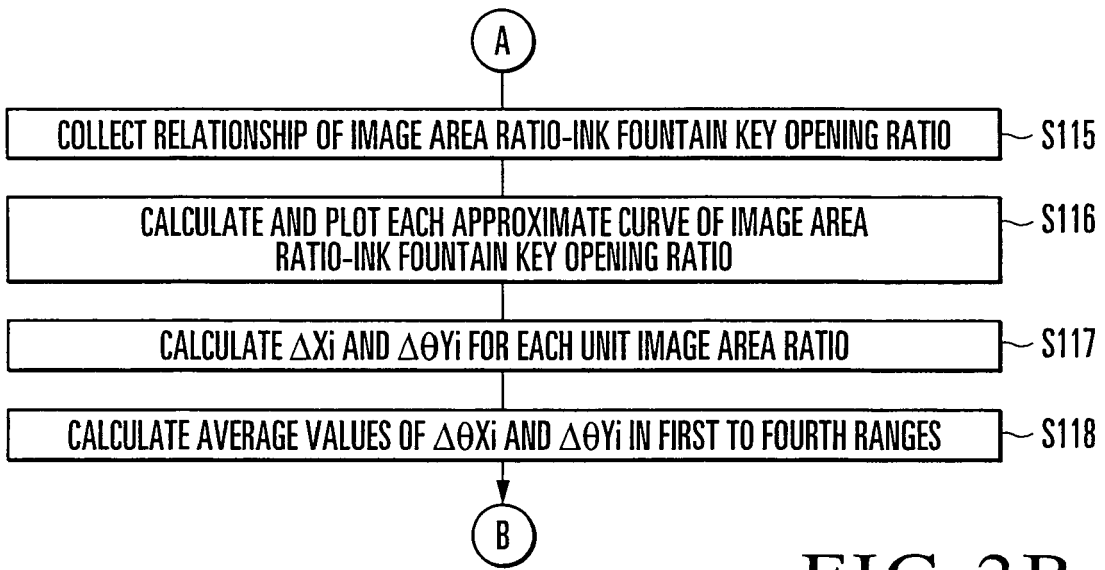 A
COLLECT RELATIONSHIP OF IMAGE AREA RATIO-INK FOUNTAIN KEY OPENING RATIO
S115
CALCULATE AND PLOT EACH APPROXIMATE CURVE OF IMAGE AREA
RATIO-INK FOUNTAIN KEY OPENING RATIO
S116
CALCULATE ΔXi AND ΔθYi FOR EACH UNIT IMAGE AREA RATIO
S117
CALCULATE AVERAGE VALUES OF ΔθXi AND ΔθYi IN FIRST TO FOURTH RANGES
S118
B